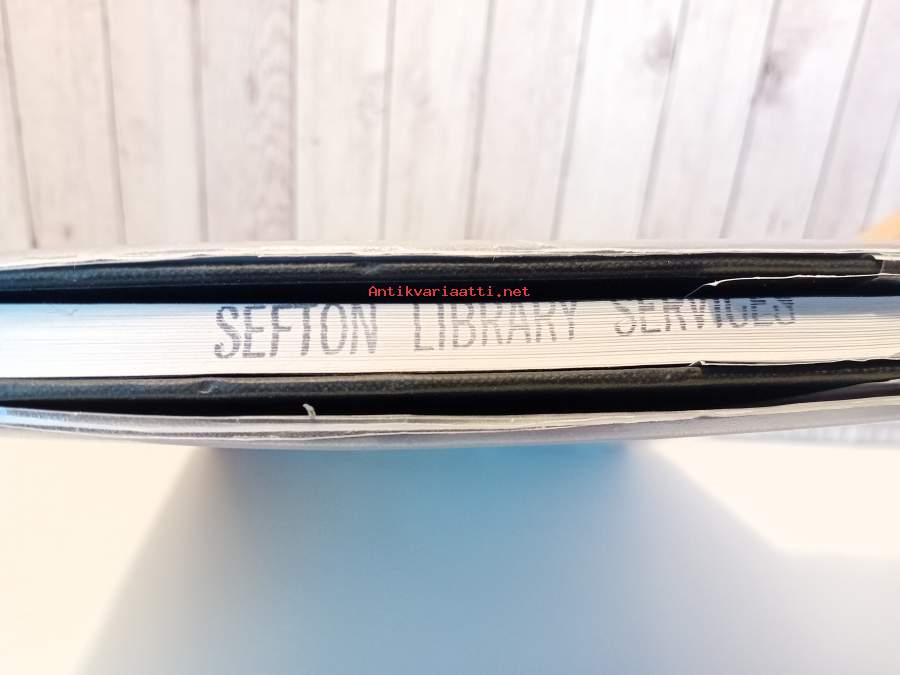 Antikvariaatti.net
SEFTON LIBRARY SERVICES